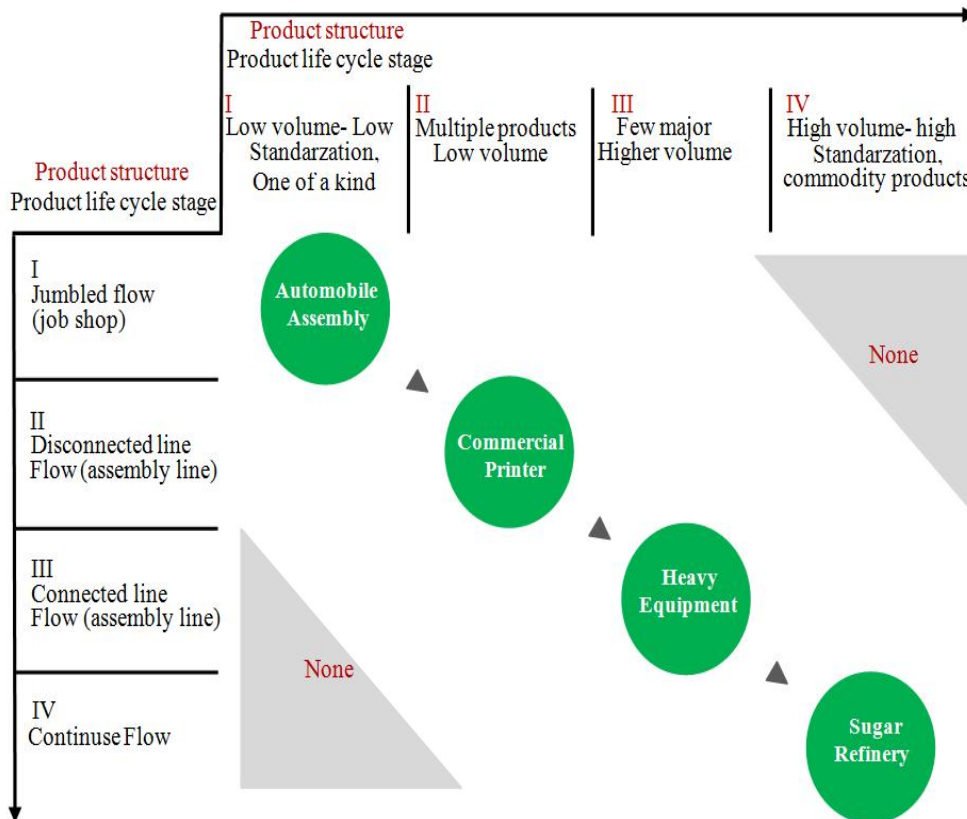 Product structure
Product life cycle stage
I
Low volume- Low
Standarzation,
One of a kind
II
Multiple products
Low volume
III
Few major
Higher volume
IV
High volume- high
Standarzation,
commodity products
Product structure
Product life cycle stage
I
Jumbled flow
(job shop)
Automobile
Assembly
None
II
Disconnected line
Flow (assembly line)
Commercial
Printer
III
Connected line
Flow (assembly line)
Heavy
Equipment
None
IV
Continuse Flow
Sugar
Refinery